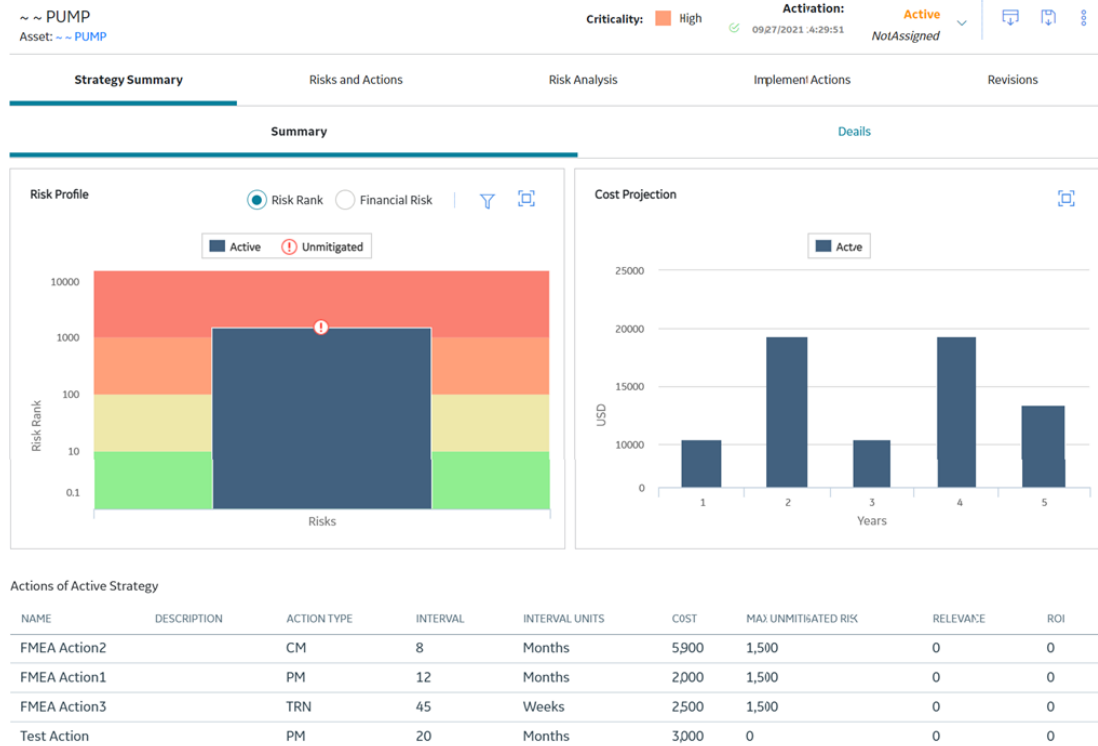 ~ ~ PUMP
Asset: ~ ~ PUMP
Criticality: High
Activation:
09/27/2021 :4:29:51
Active
NotAssigned
Strategy Summary Risks and Actions Risk Analysis Implement Actions Revisions
Summary Deails
Risk Profile
Risk Rank Financial Risk
Active Unmitigated
10000
1000
100
10
0.1
Risk Rank
Risks
Cost Projection
Active
25000
20000
15000
10000
0
USD
1 2 3 4 5
Years
Actions of Active Strategy
NAME DESCRIPTION ACTION TYPE INTERVAL INTERVAL UNITS COST MAX UNMITIGATED RISK RELEVANCE ROI
FMEA Action2 CM 8 Months 5,900 1,500 0 0
FMEA Action1 PM 12 Months 2,000 1,500 0 0
FMEA Action3 TRN 45 Weeks 2,500 1,500 0 0
Test Action PM 20 Months 3,000 0 0 0